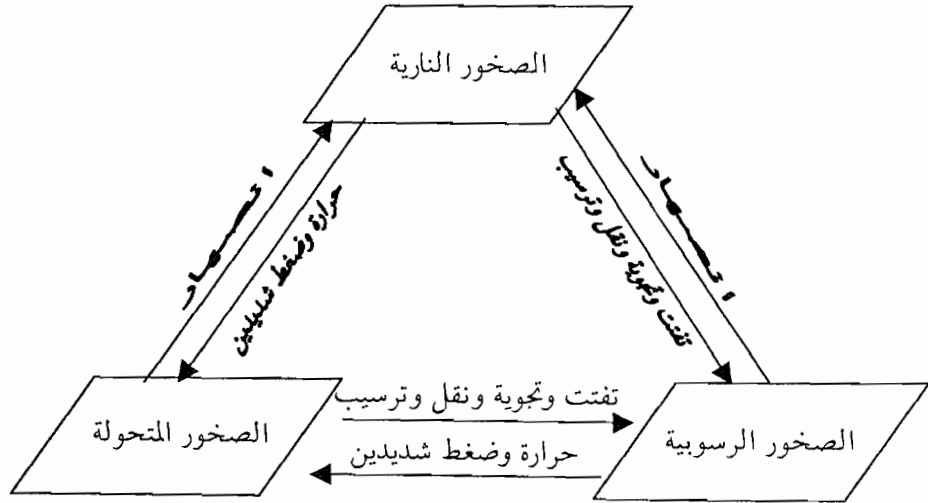 الصخور النارية
انصهار
حرارة وضغط شديدين
تفتت وتجوية ونقل وترسيب
انصهار
تفتت وتجوية ونقل وترسيب
الصخور المتحولة
الصخور الرسوبية
حرارة وضغط شديدين